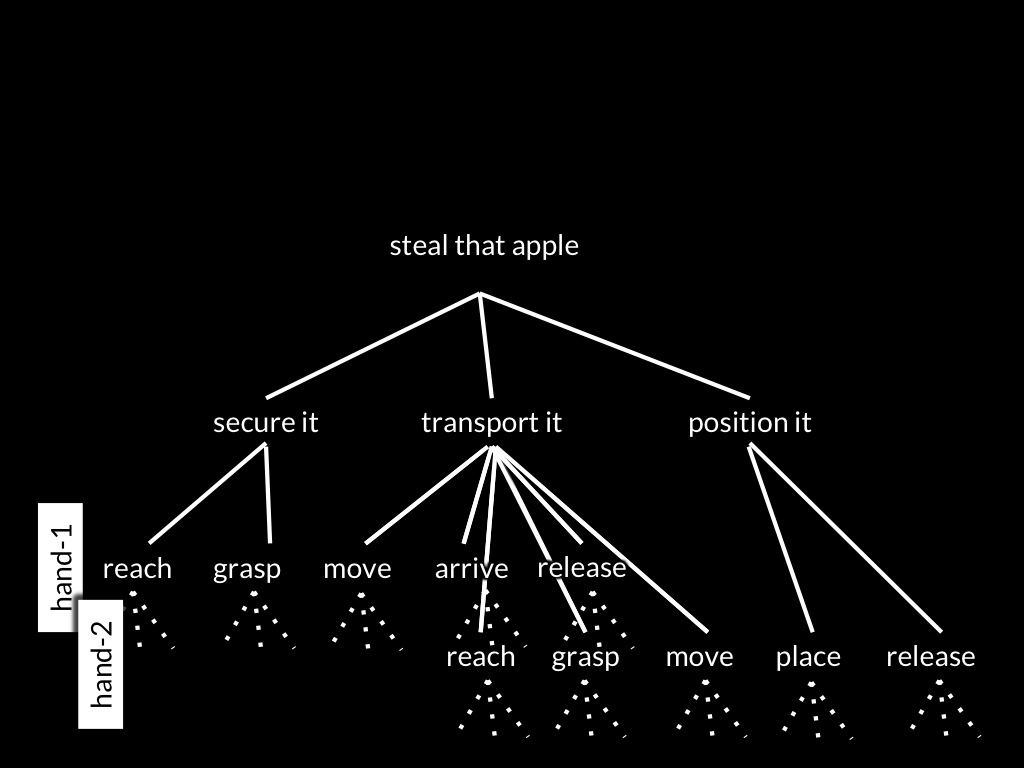 steal that apple
secure it
transport it
position it
hand-1
reach
grasp
move
arrive
release
hand-2
reach
grasp
move
place
release